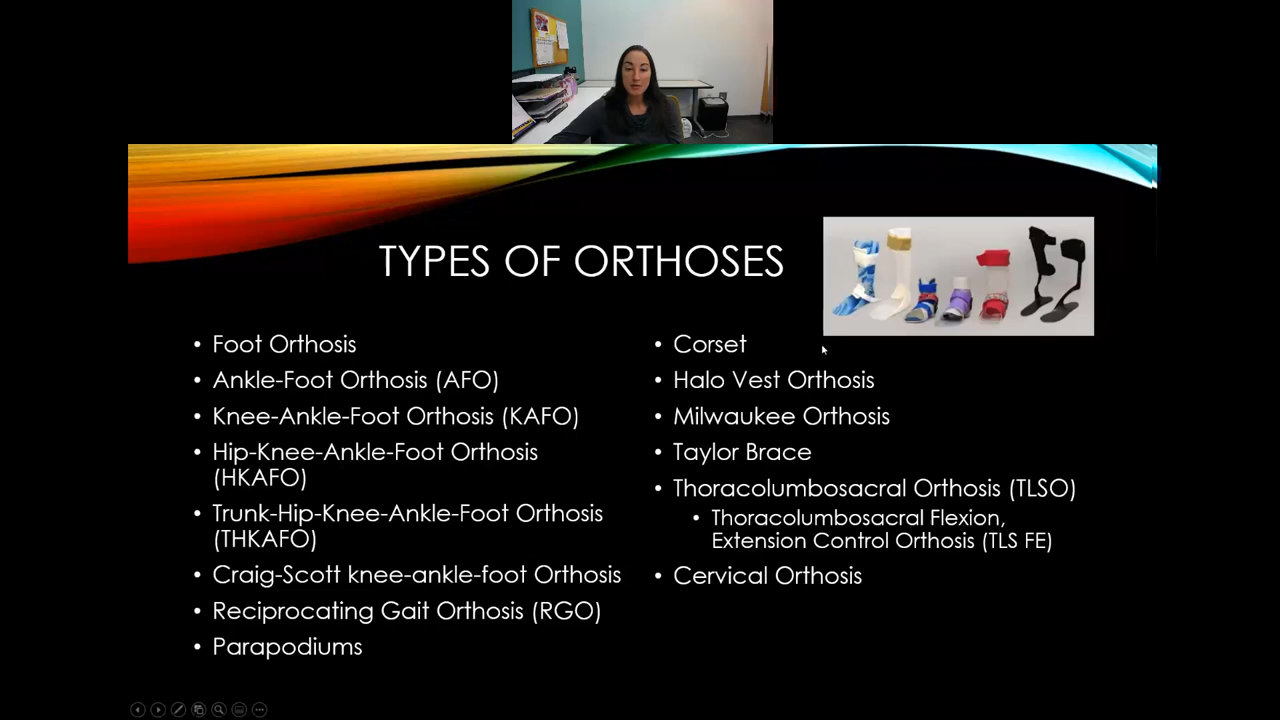 TYPES OF ORTHOSES
• Foot Orthosis
• Ankle-Foot Orthosis (AFO)
• Knee-Ankle-Foot Orthosis (KAFO)
• Hip-Knee-Ankle-Foot Orthosis
(HKAFO)
• Trunk-Hip-Knee-Ankle-Foot Orthosis
(THKAFO)
• Craig-Scott knee-ankle-foot Orthosis
• Reciprocating Gait Orthosis (RGO)
• Parapodiums
• Corset
• Halo Vest Orthosis
• Milwaukee Orthosis
• Taylor Brace
• Thoracolumbosacral Orthosis (TLSO)
• Thoracolumbosacral Flexion,
Extension Control Orthosis (TLS FE)
• Cervical Orthosis